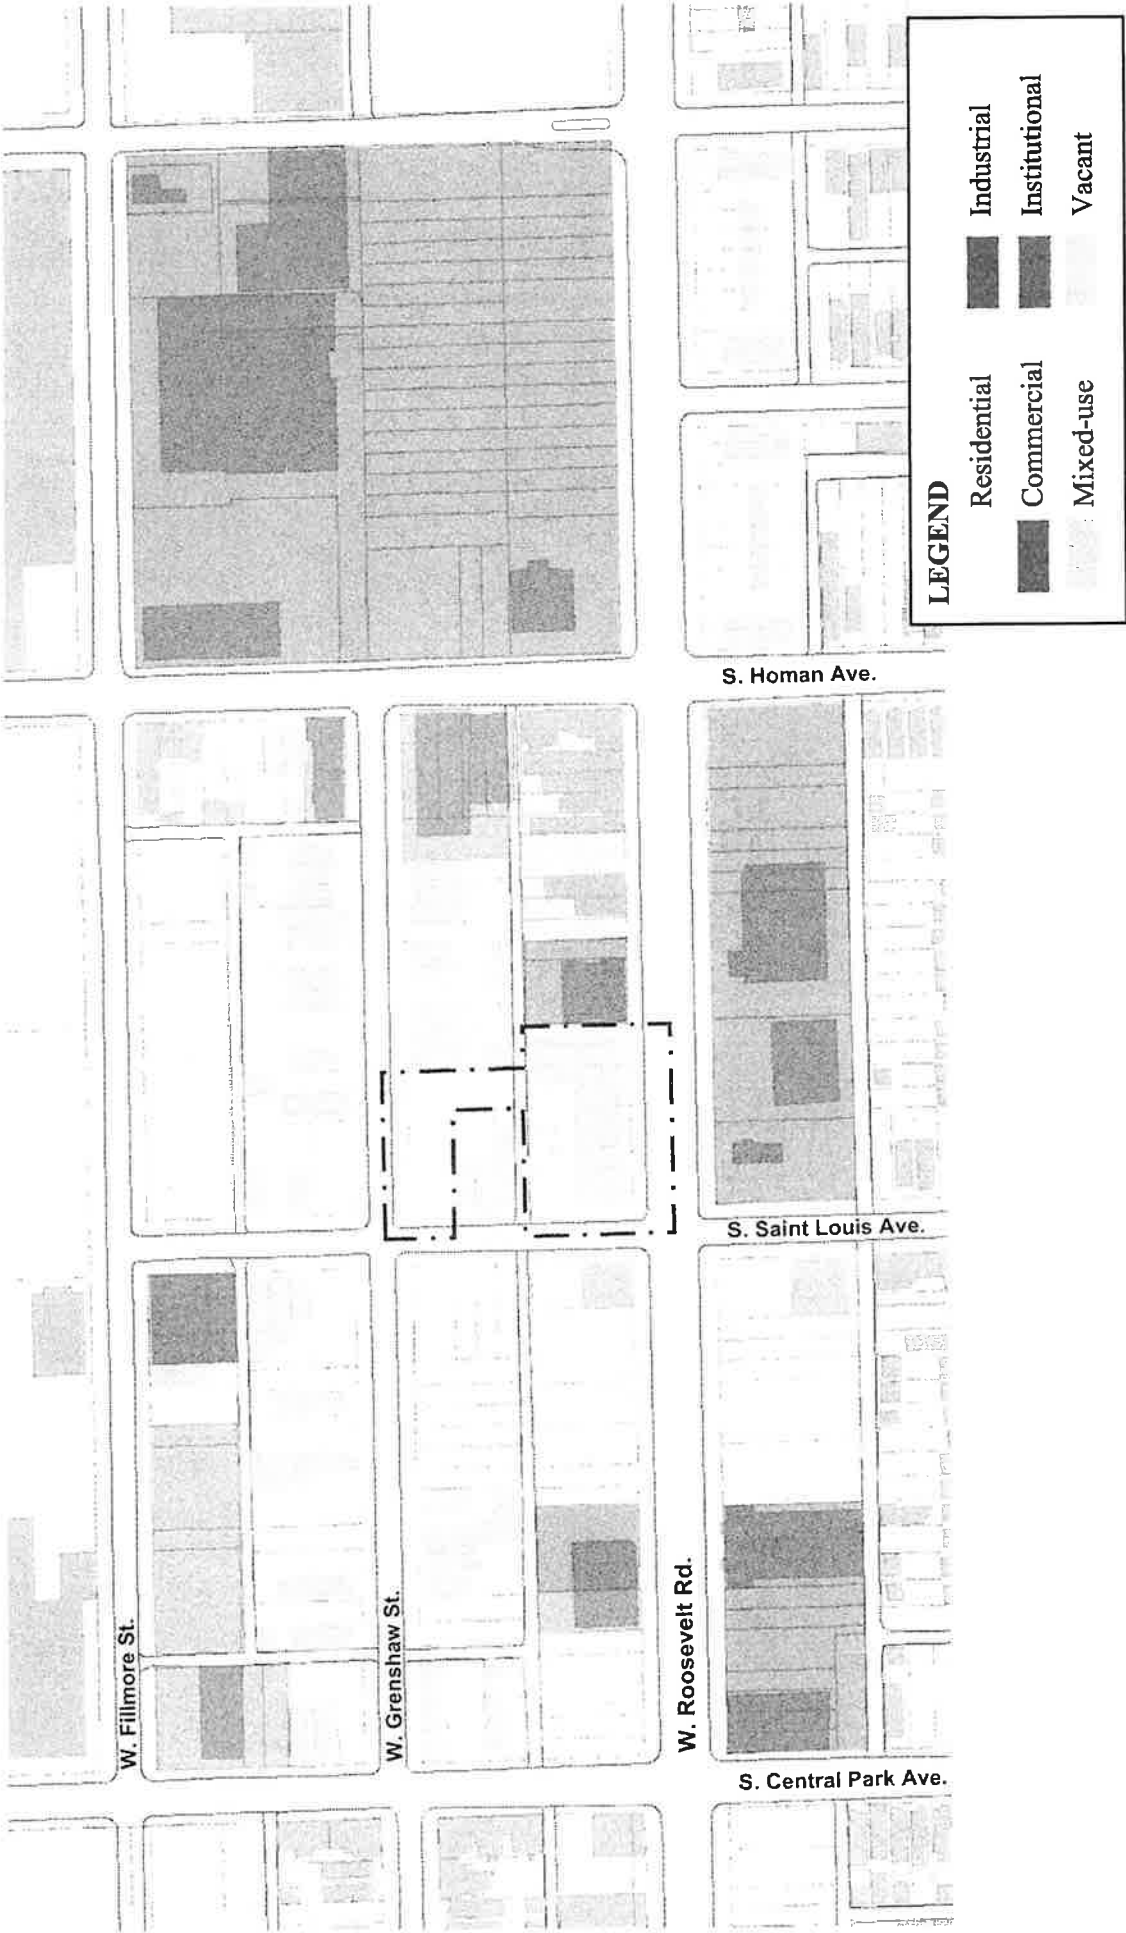 W. Fillmore St.
W. Grenshaw St.
W. Roosevelt Rd.
S. Homan Ave.
S. Saint Louis Ave.
S. Central Park Ave.
LEGEND
Residential
Industrial
Commercial
Institutional
Mixed-use
Vacant